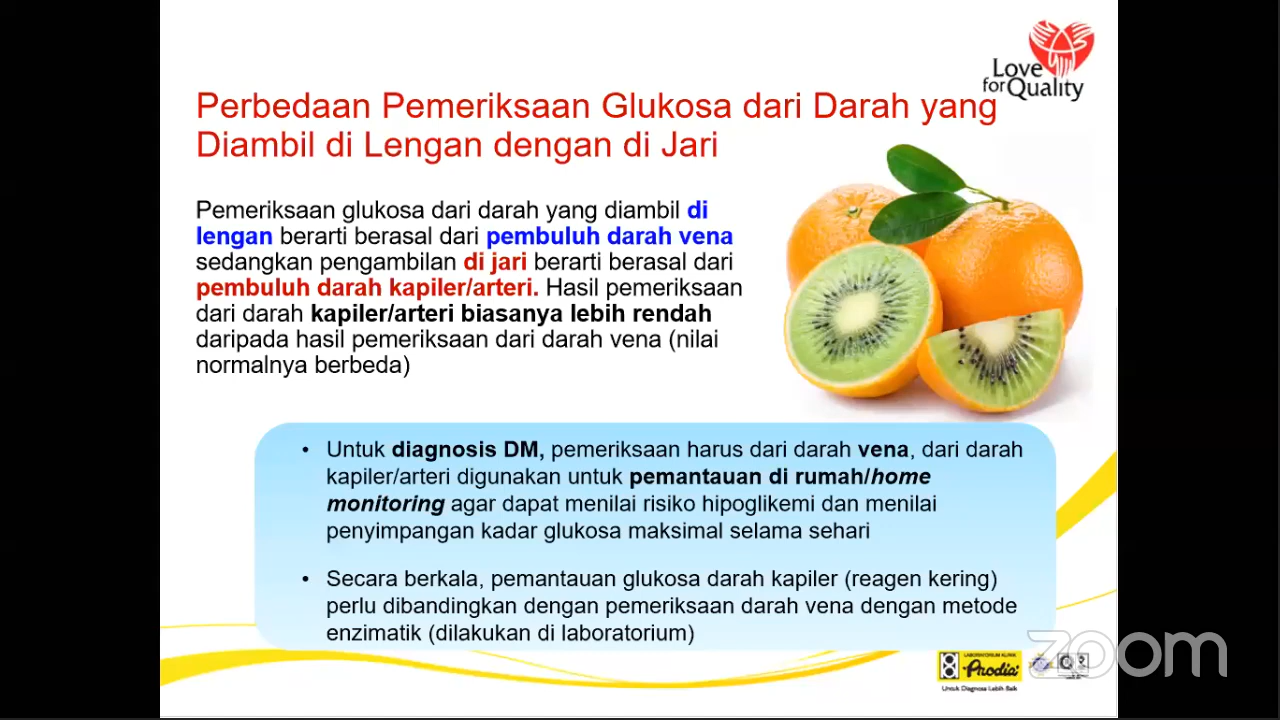 Love
for Quality
Perbedaan Pemeriksaan Glukosa dari Darah yang
Diambil di Lengan dengan di Jari
Pemeriksaan glukosa dari darah yang diambil di
lengan berarti berasal dari pembuluh darah vena
sedangkan pengambilan di jari berarti berasal dari
pembuluh darah kapiler/arteri. Hasil pemeriksaan
dari darah kapiler/arteri biasanya lebih rendah
daripada hasil pemeriksaan dari darah vena (nilai
normalnya berbeda)
• Untuk diagnosis DM, pemeriksaan harus dari darah vena, dari darah
kapiler/arteri digunakan untuk pemantauan di rumah/home
monitoring agar dapat menilai risiko hipoglikemi dan menilai
penyimpangan kadar glukosa maksimal selama sehari
• Secara berkala, pemantauan glukosa darah kapiler (reagen kering)
perlu dibandingkan dengan pemeriksaan darah vena dengan metode
enzimatik (dilakukan di laboratorium)
LABORATORIUM KLINIK
Prodia
Untuk Diagnosa Lebih Baik
zoom